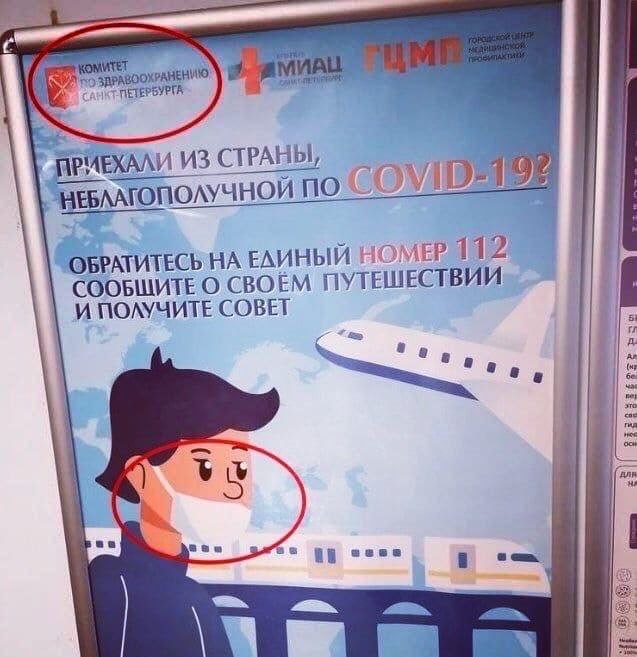 КОМИТЕТ
ПО ЗДРАВООХРАНЕНИЮ
САНКТ-ПЕТЕРБУРГА
МИАЦ
САНКТ-ПЕТЕРБУРГ
ГЦМП
ГОРОДСКОЙ ЦЕНТР
МЕДИЦИНСКОЙ
ПРОФИЛАКТИКИ
ПРИЕХАЛИ ИЗ СТРАНЫ,
НЕБЛАГОПОЛУЧНОЙ ПО COVID-19?
ОБРАТИТЕСЬ НА ЕДИНЫЙ НОМЕР 112
СООБЩИТЕ О СВОЁМ ПУТЕШЕСТВИИ
И ПОЛУЧИТЕ СОВЕТ